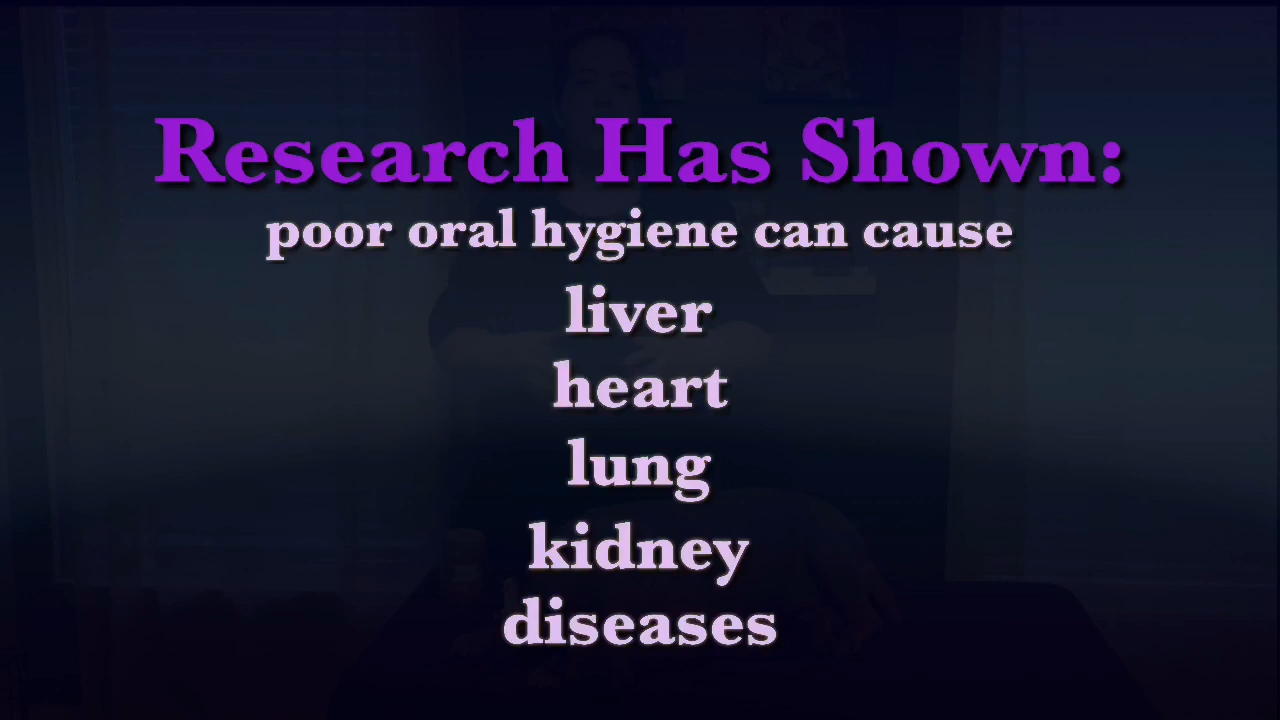 Research Has Shown:
poor oral hygiene can cause
liver
heart
lung
kidney
diseases